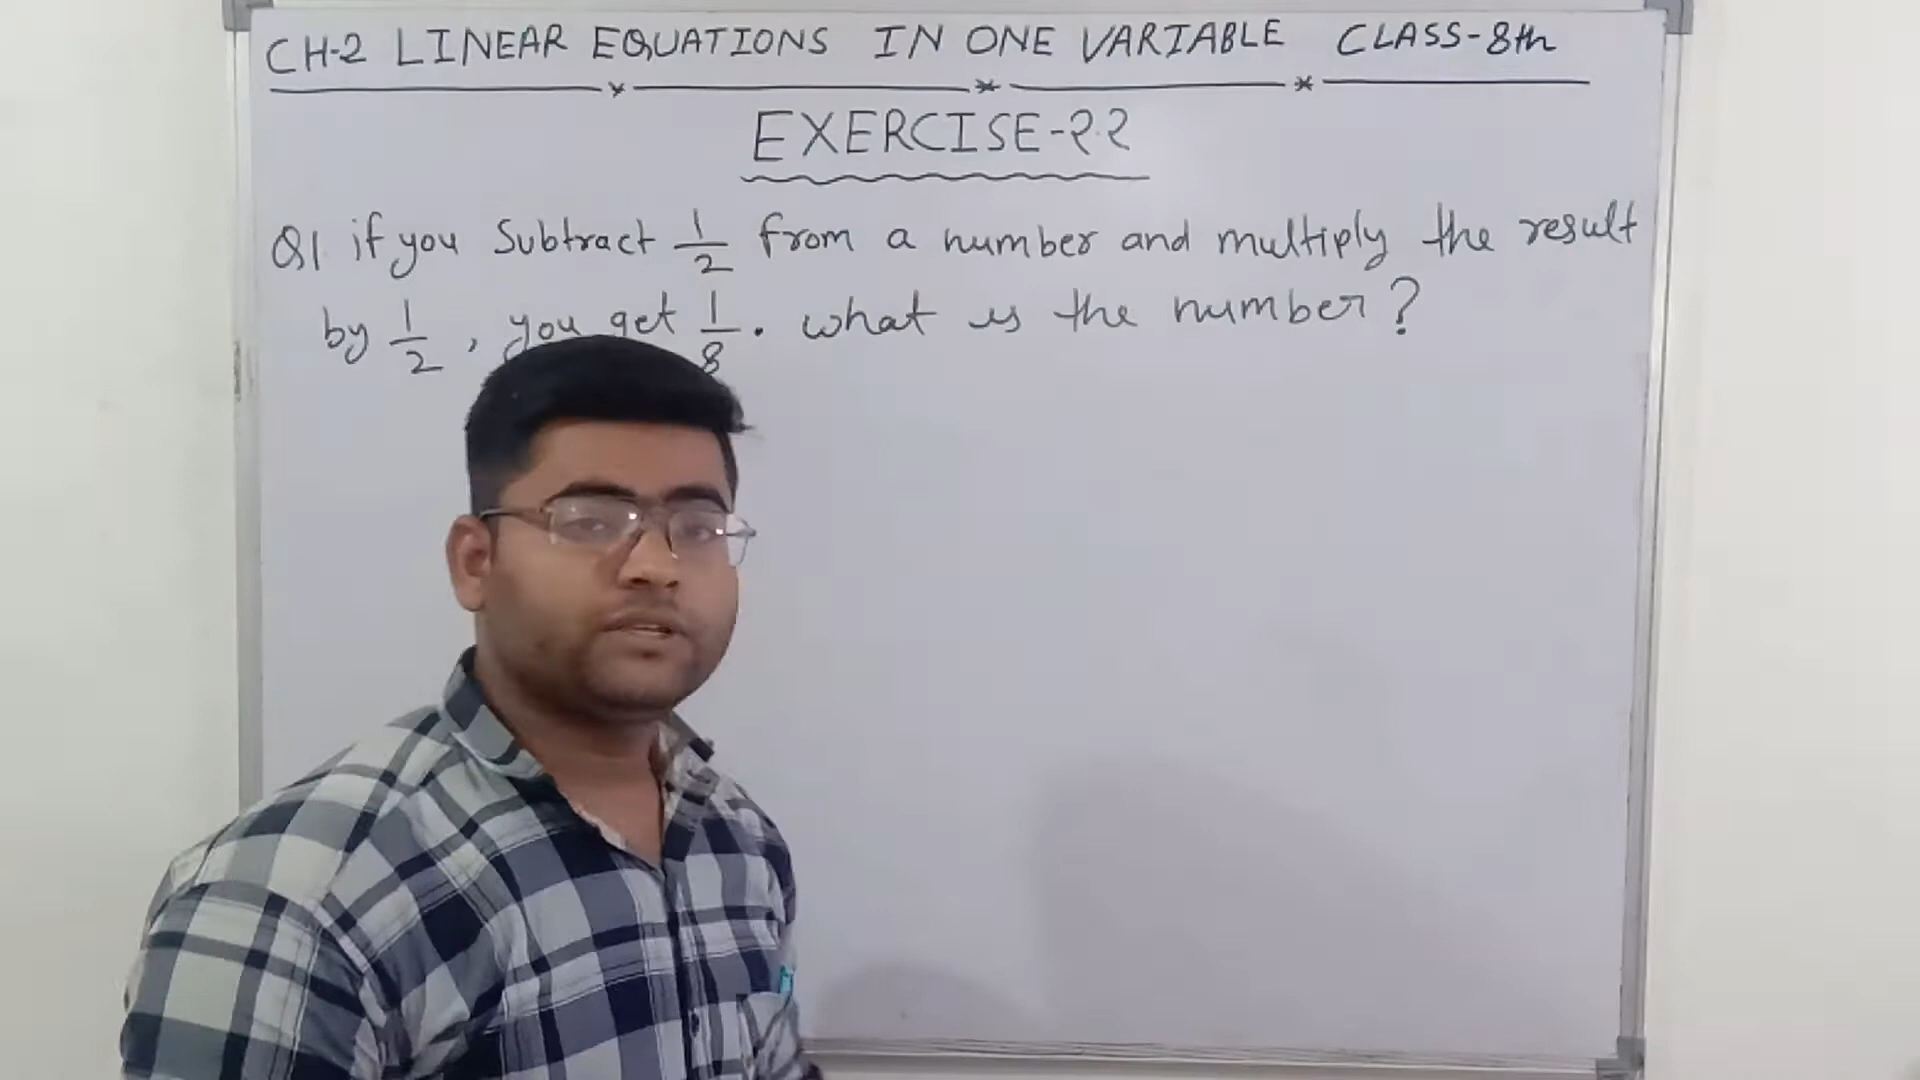 CH-2 LINEAR EQUATIONS IN ONE VARIABLE CLASS-8th
EXERCISE-2.2
Q1 if you Subtract 1/2 from a number and multiply the result
by 1/2, you get 1/8. what is the number?